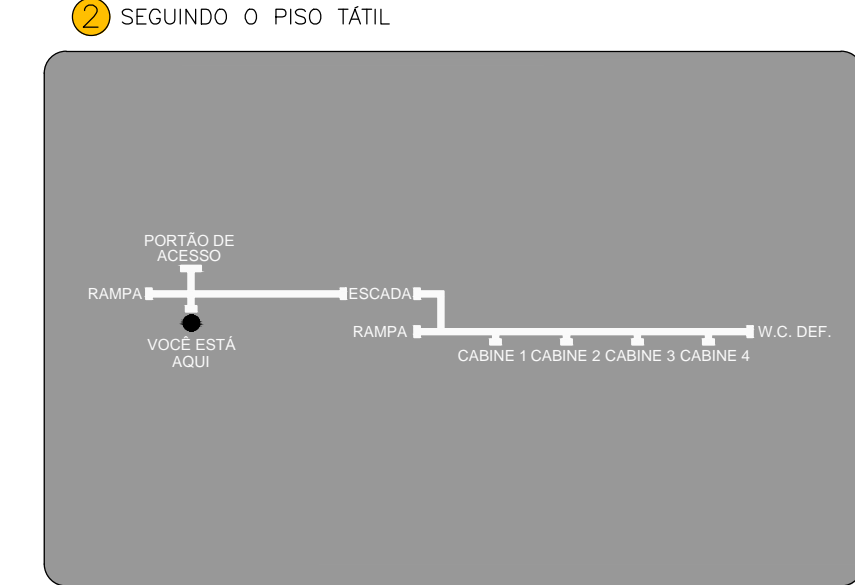 2 SEGUINDO O PISO TÁTIL
PORTÃO DE
ACESSO
RAMPA
ESCADA
VOCÊ ESTÁ
AQUI
RAMPA
W.C. DEF.
CABINE 1 CABINE 2 CABINE 3 CABINE 4